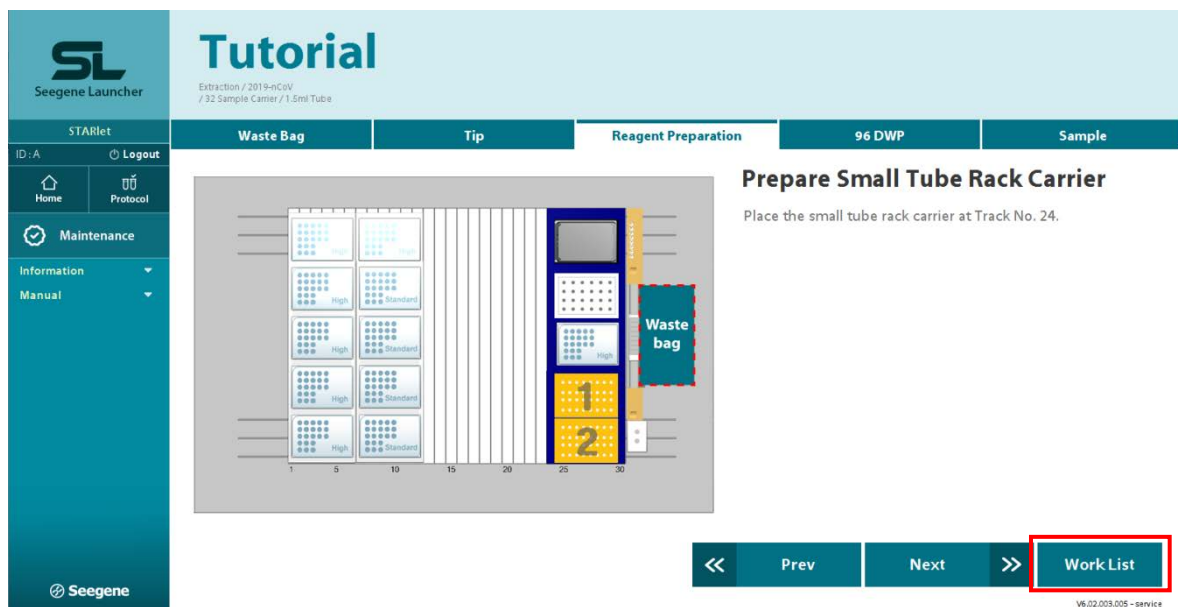 SL
Seegene Launcher
Tutorial
Extraction / 2019-nCoV
/ 32 Sample Carrier / 1.5ml Tube
STARlet
ID : A
Logout
Home
Protocol
Maintenance
Information
Manual
Seegene
Waste Bag
Tip
Reagent Preparation
96 DWP
Sample
High
High
High
Standard
High
Standard
High
Standard
High
Standard
High
1
2
Waste
bag
1 5 10 15 20 25 30
Prepare Small Tube Rack Carrier
Place the small tube rack carrier at Track No. 24.
Prev
Next
Work List
V6.02.003.005 - service